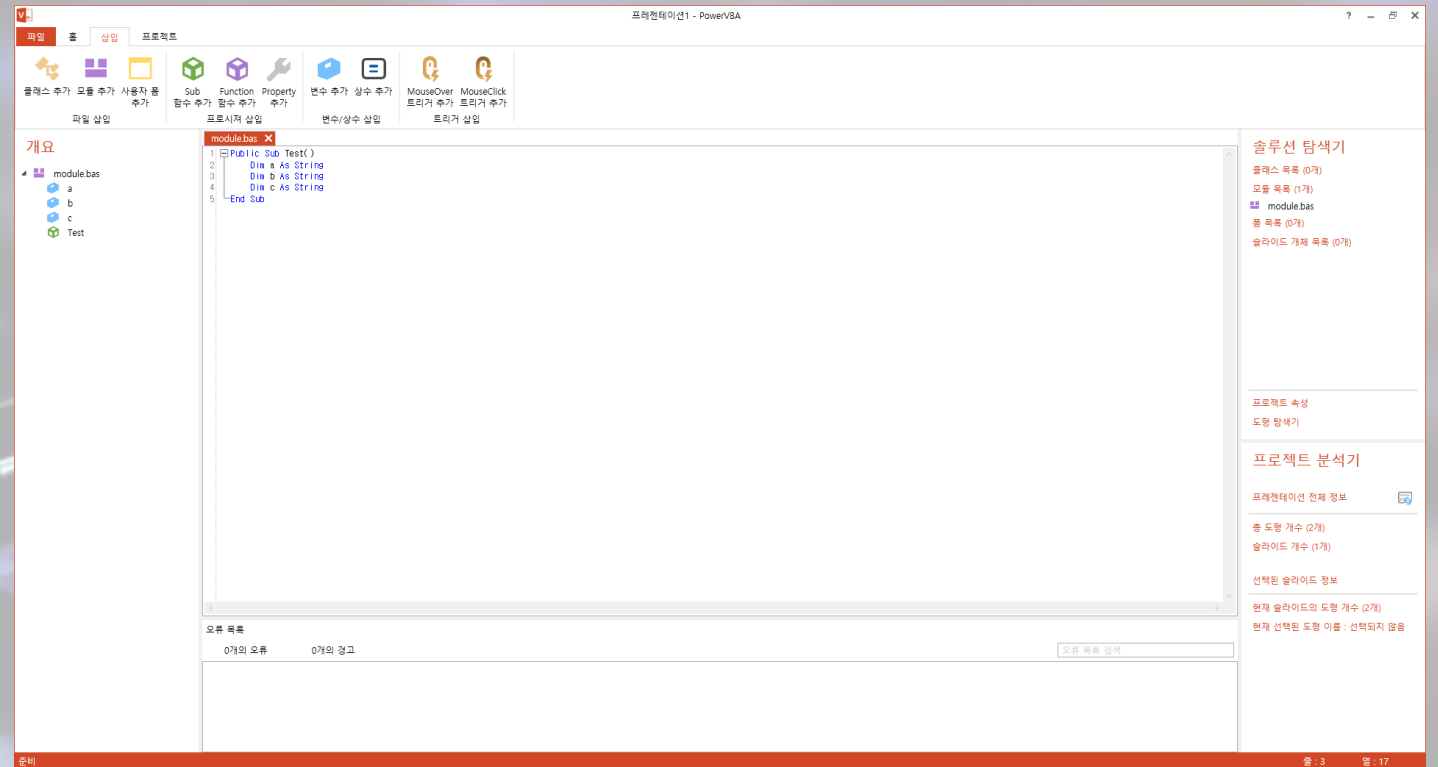 프레젠테이션1 - PowerVBA
파일 홈 삽입 프로젝트
클래스 추가
모듈 추가
사용자 폼
추가
파일 삽입
Sub
함수 추가
Function
함수 추가
Property
추가
프로시져 삽입
변수 추가
상수 추가
변수/상수 삽입
MouseOver
트리거 추가
MouseClick
트리거 추가
트리거 삽입
개요
module.bas
a
b
c
Test
module.bas
1 Public Sub Test()
2 Dim a As String
3 Dim b As String
4 Dim c As String
5 End Sub
오류 목록
0개의 오류 0개의 경고
오류 목록 검색
솔루션 탐색기
클래스 목록 (0개)
모듈 목록 (1개)
module.bas
폼 목록 (0개)
슬라이드 개체 목록 (0개)
프로젝트 속성
도형 탐색기
프로젝트 분석기
프레젠테이션 전체 정보
총 도형 개수 (2개)
슬라이드 개수 (1개)
선택된 슬라이드 정보
현재 슬라이드의 도형 개수 (2개)
현재 선택된 도형 이름 : 선택되지 않음
준비
줄 : 3 열 : 17